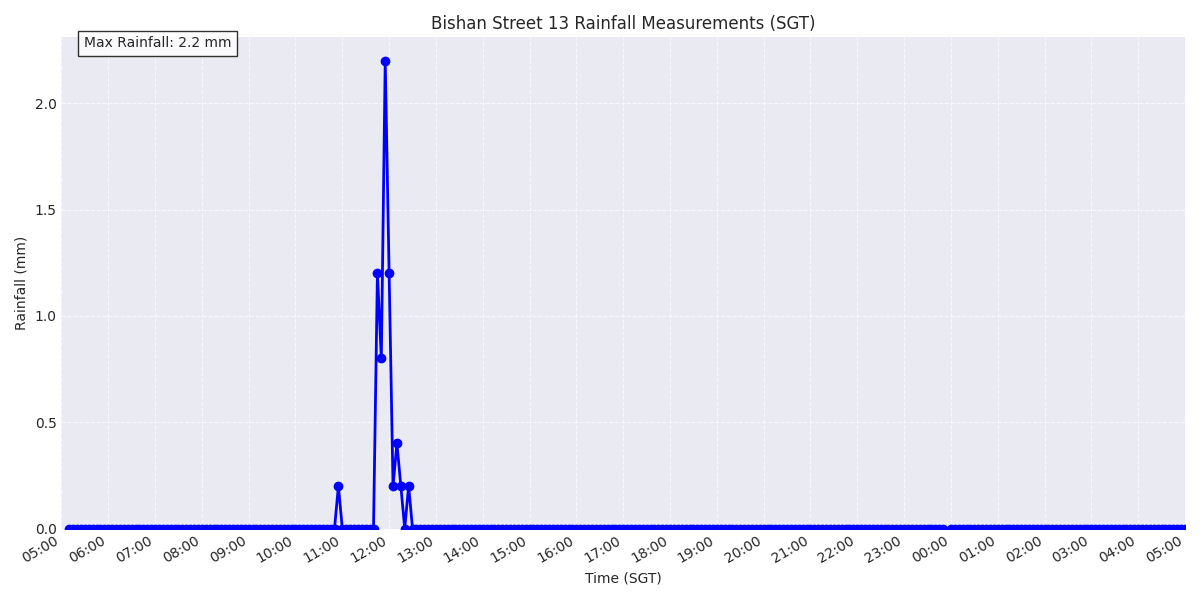 Bishan Street 13 Rainfall Measurements (SGT)
Max Rainfall: 2.2 mm
Rainfall (mm)
2.0
1.5
1.0
0.5
0.0
05:00 06:00 07:00 08:00 09:00 10:00 11:00 12:00 13:00 14:00 15:00 16:00 17:00 18:00 19:00 20:00 21:00 22:00 23:00 00:00 01:00 02:00 03:00 04:00 05:00
Time (SGT)